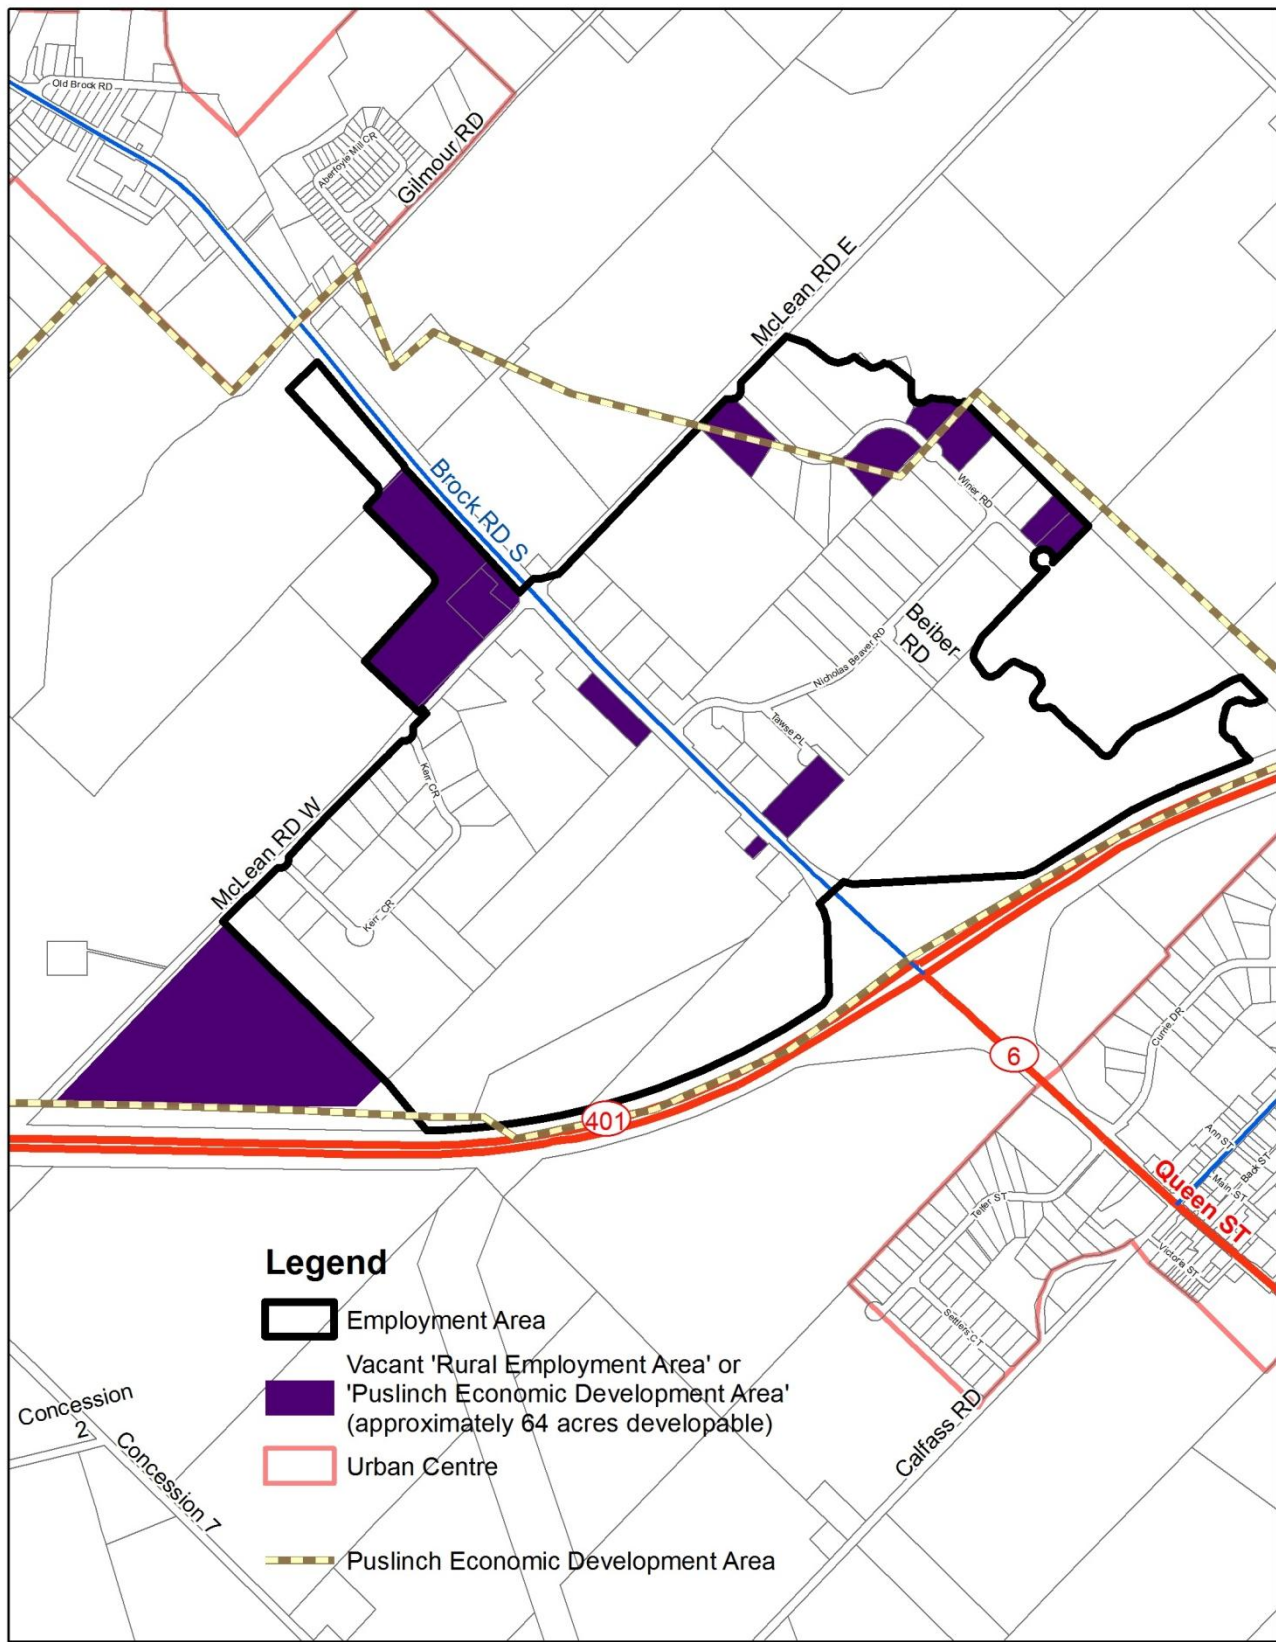 Old Brock RD
Aberfoyle Mill CR
Gilmour RD
McLean RD E
Brock RD S
Winer RD
Beiber
RD
Nicholas Beaver RD
Tawse PL
Kerr CR
McLean RD W
Kerr CR
6
Currie DR
401
Ann ST
Back ST
Main ST
Queen ST
Telfer ST
Victoria ST
Settlers CT
Legend
Employment Area
Vacant 'Rural Employment Area' or
'Puslinch Economic Development Area'
(approximately 64 acres developable)
Urban Centre
Puslinch Economic Development Area
Concession
2
Concession 7
Calfass RD